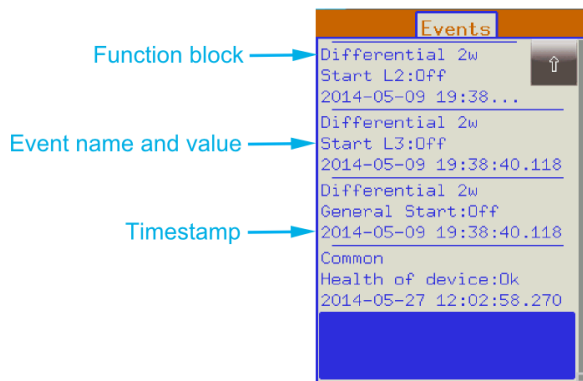 Events
Function block
Differential 2w
Start L2:Off
2014-05-09 19:38...
Differential 2w
Event name and value
Start L3:Off
2014-05-09 19:38:40.118
Differential 2w
General Start:Off
Timestamp
2014-05-09 19:38:40.118
Common
Health of device:Ok
2014-05-27 12:02:58.270